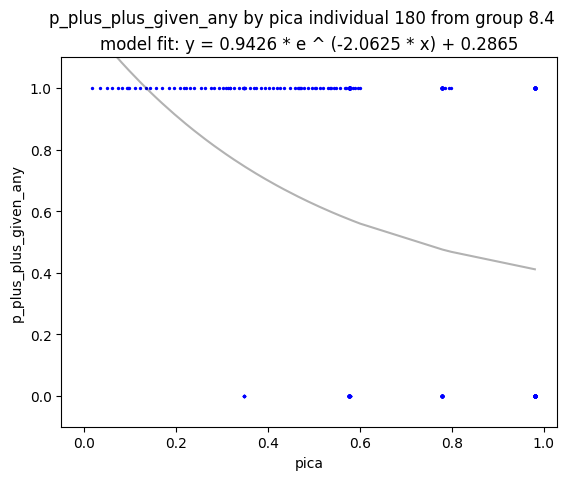 p_plus_plus_given_any by pica individual 180 from group 8.4
model fit: y = 0.9426 * e ^ (-2.0625 * x) + 0.2865
p_plus_plus_given_any
1.0
0.8
0.6
0.4
0.2
0.0
0.0 0.2 0.4 0.6 0.8 1.0
pica